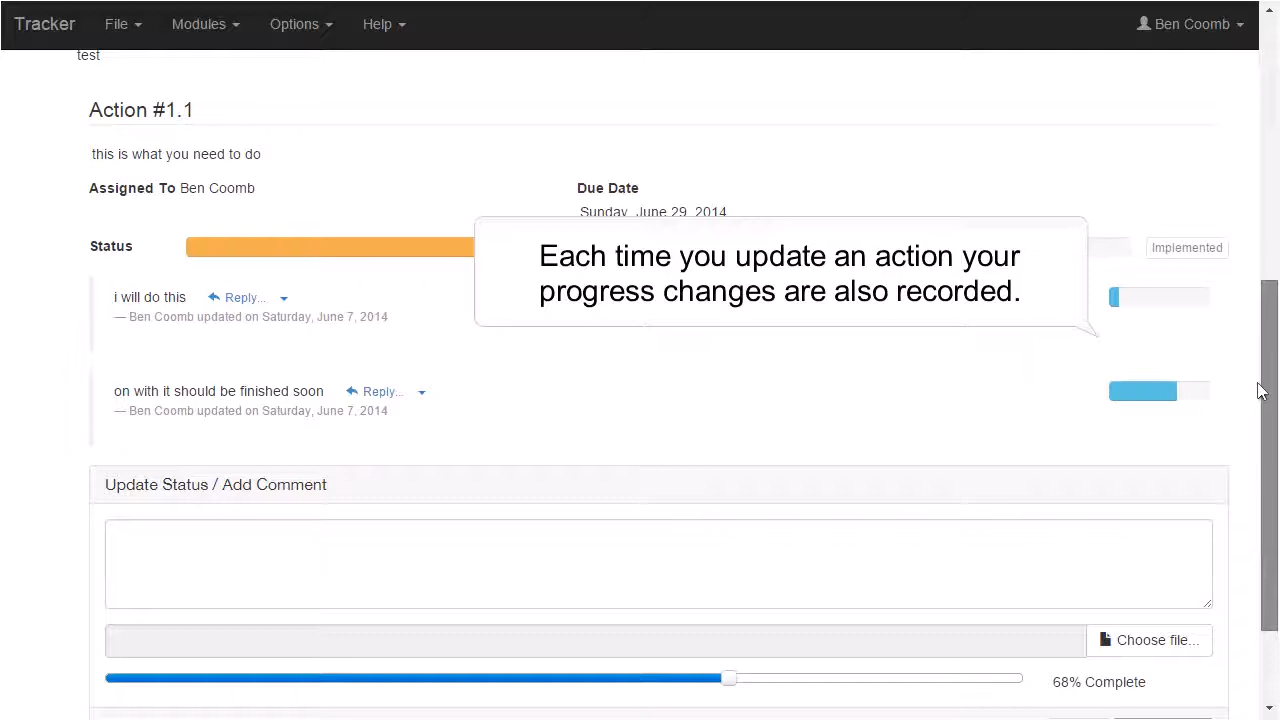 Tracker File Modules Options Help Ben Coomb
test
Action #1.1
this is what you need to do
Assigned To Ben Coomb Due Date
Sunday, June 29, 2014
Status Implemented
Each time you update an action your
progress changes are also recorded.
i will do this Reply...
— Ben Coomb updated on Saturday, June 7, 2014
on with it should be finished soon Reply...
— Ben Coomb updated on Saturday, June 7, 2014
Update Status / Add Comment
Choose file...
68% Complete